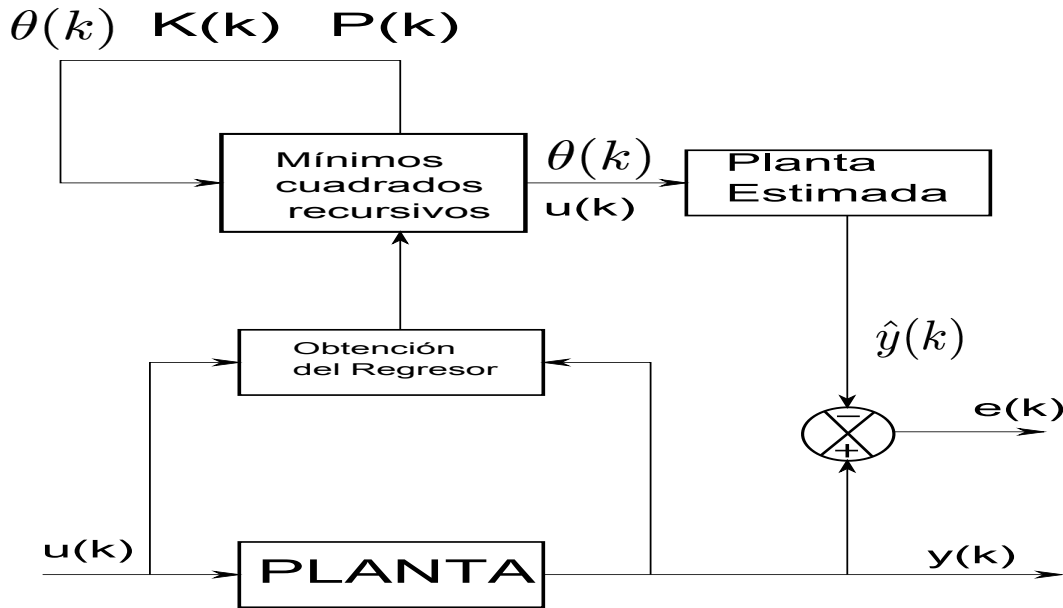 θ(k) K(k) P(k)
Mínimos
cuadrados
recursivos
θ(k)
u(k)
Planta
Estimada
Obtención
del Regresor
ŷ(k)
−
+
e(k)
u(k)
PLANTA
y(k)